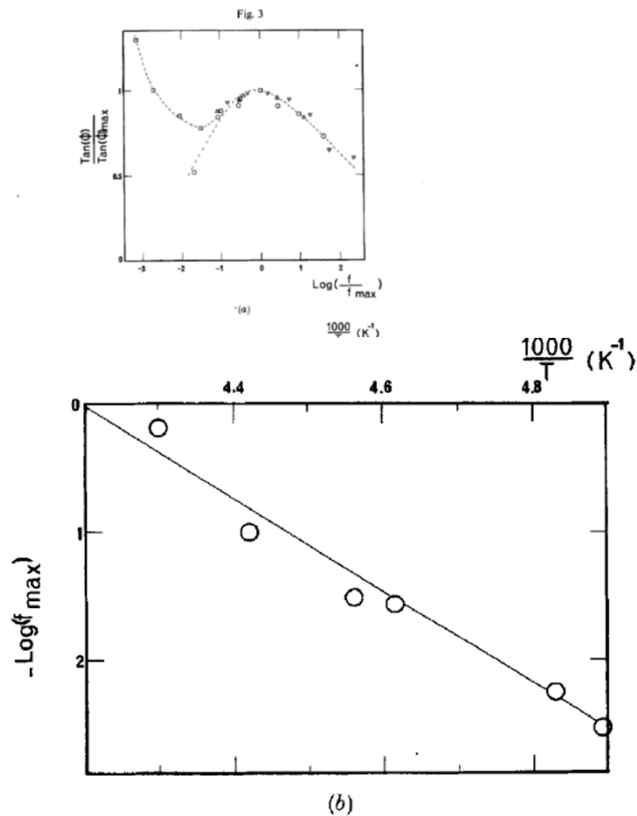 Fig. 3
Tan(Φ)
Tan(Φ)max
1
0.5
0
-3 -2 -1 0 1 2
Log(f/f max)
(a)
1000 (K-1)
1000/T (K-1)
4.4 4.6 4.8
0
1
2
-Log(f max)
(b)